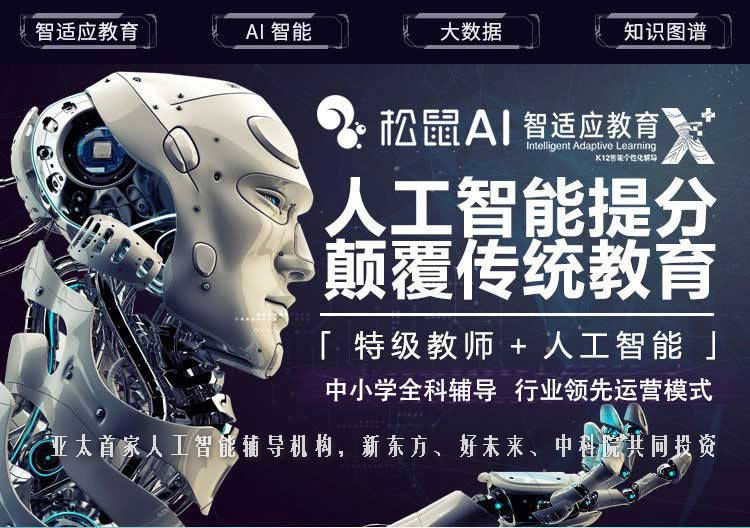 智适应教育
AI 智能
大数据
知识图谱
松鼠AI 智适应教育
Intelligent Adaptive Learning
K12智能个性化辅导
人工智能提分
颠覆传统教育
「 特级教师 + 人工智能 」
中小学全科辅导 行业领先运营模式
亚太首家人工智能辅导机构，新东方、好未来、中科院共同投资